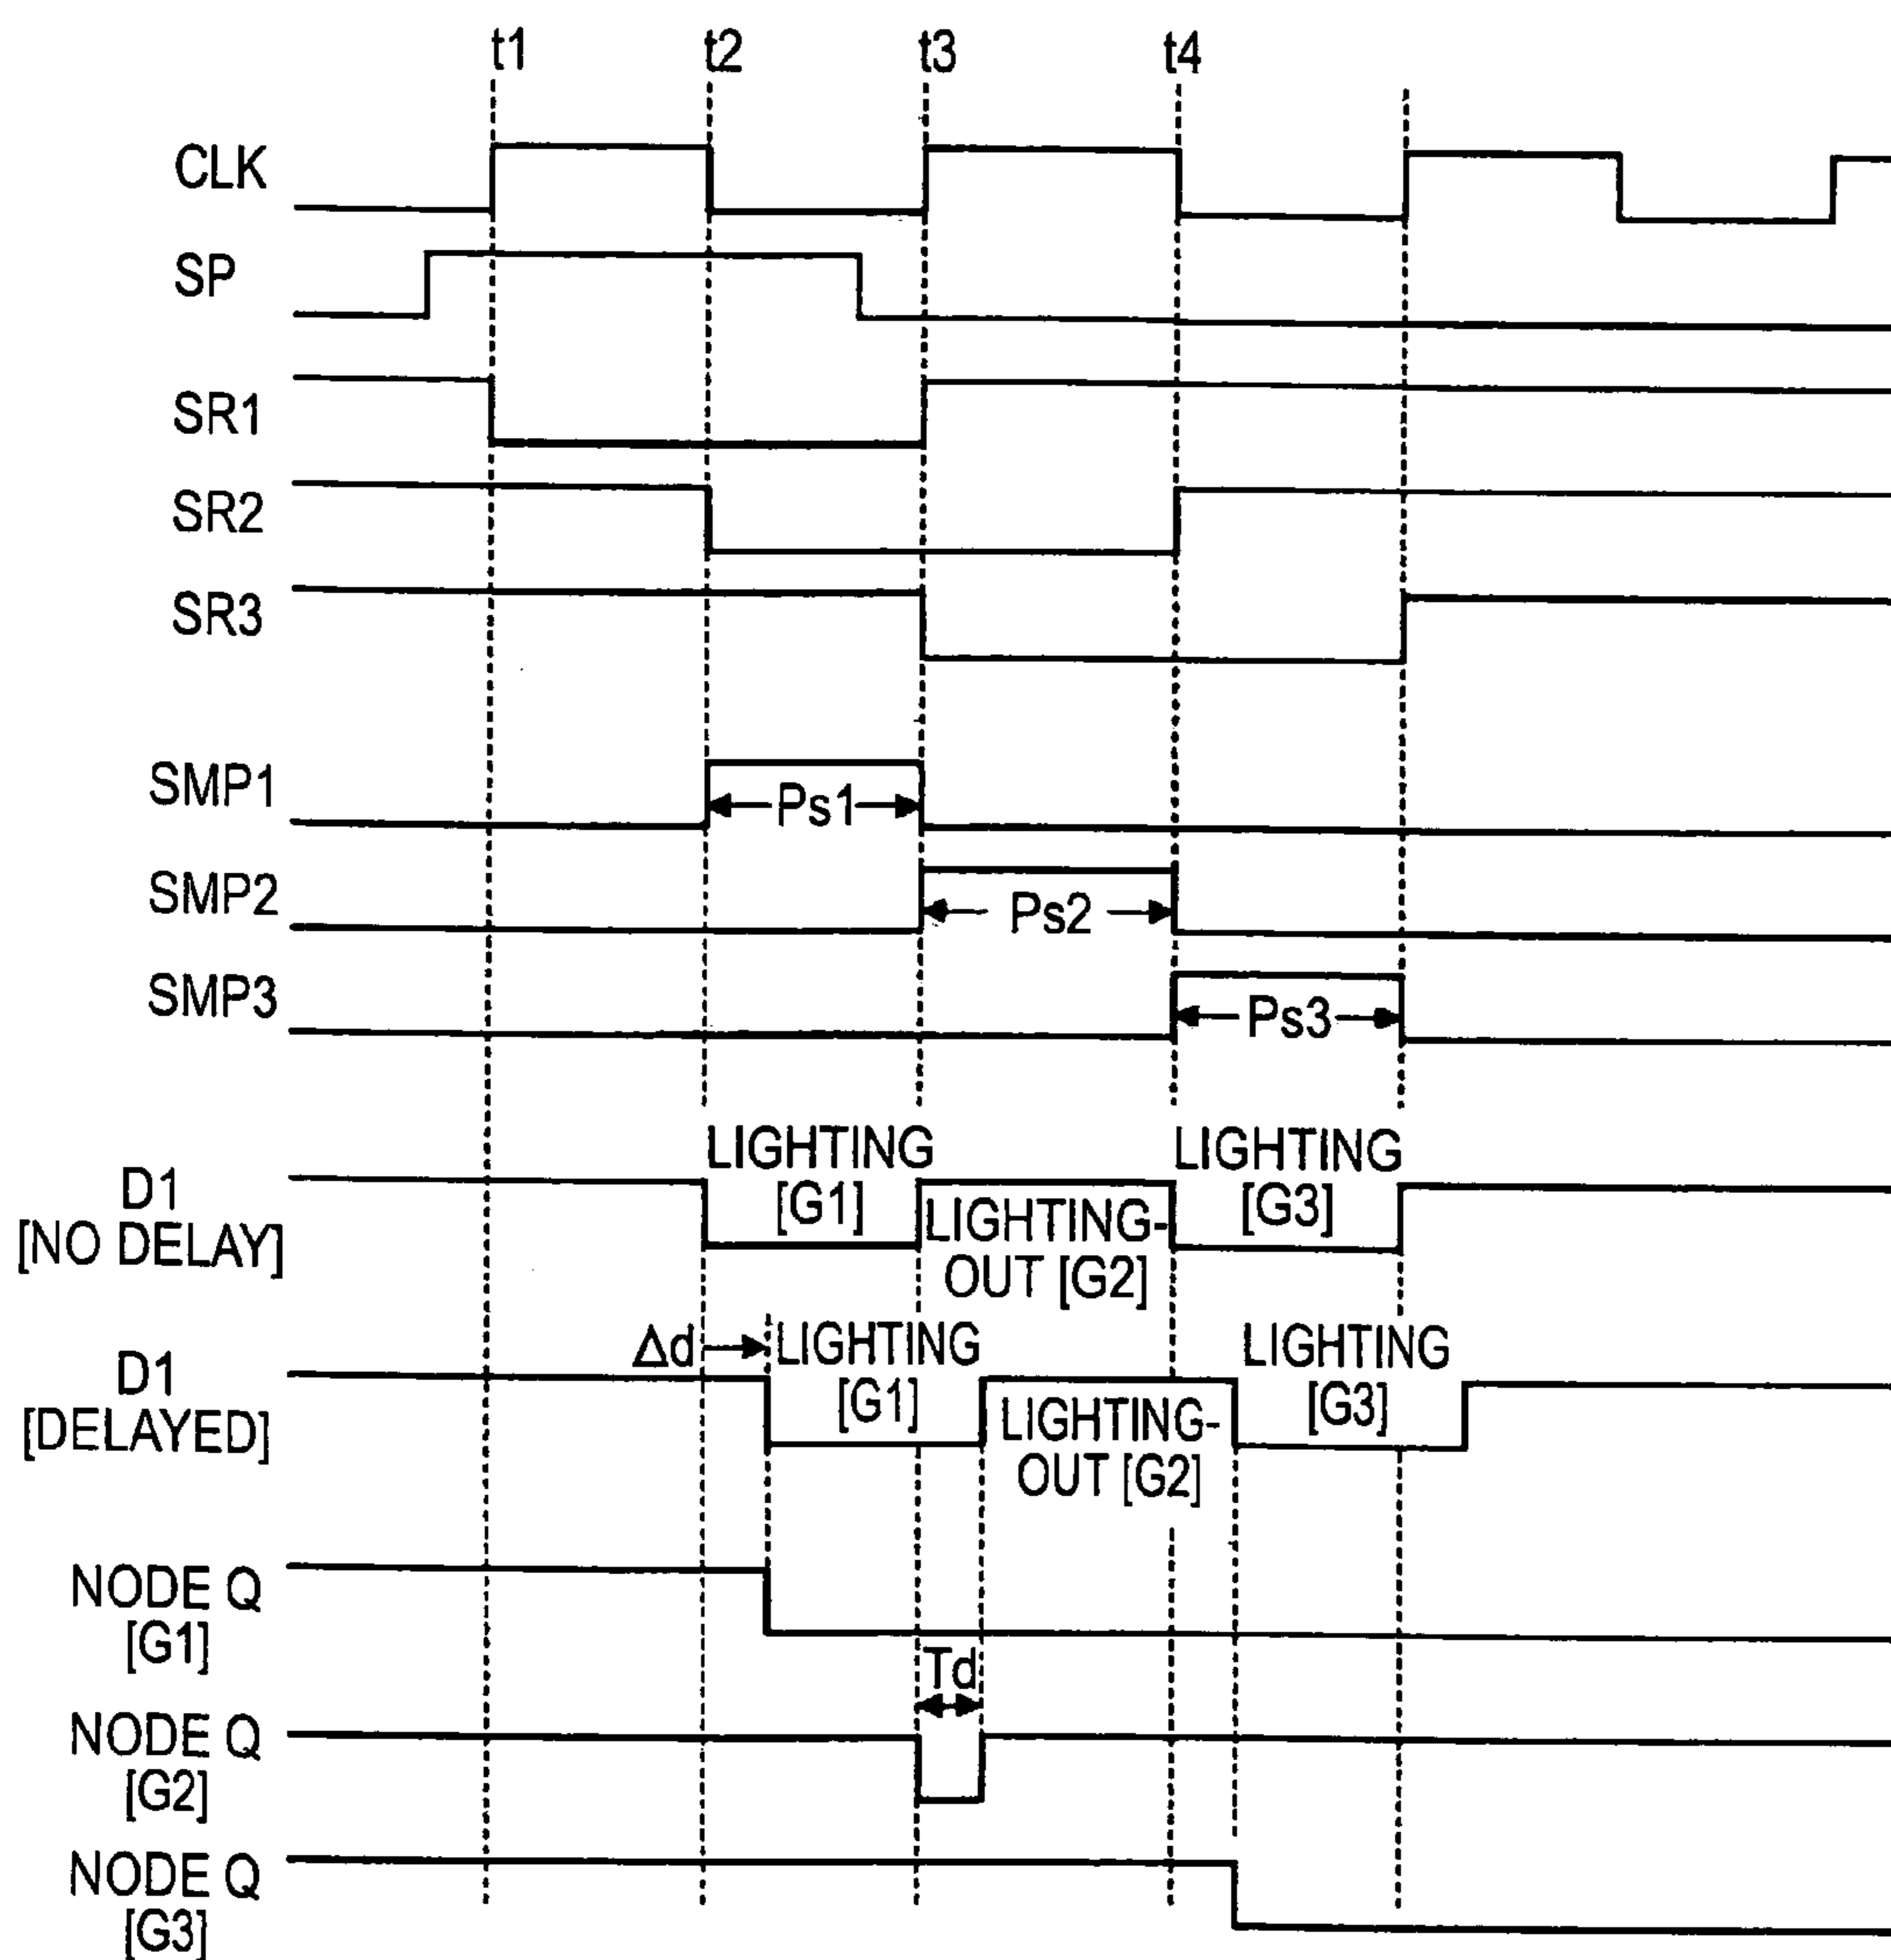 t1 t2 t3 t4
CLK
SP
SR1
SR2
SR3
SMP1
Ps1
SMP2
Ps2
SMP3
Ps3
D1
[NO DELAY]
LIGHTING
[G1]
LIGHTING-
OUT [G2]
LIGHTING
[G3]
D1
[DELAYED]
Δd
LIGHTING
[G1]
LIGHTING-
OUT [G2]
LIGHTING
[G3]
NODE Q
[G1]
Td
NODE Q
[G2]
NODE Q
[G3]